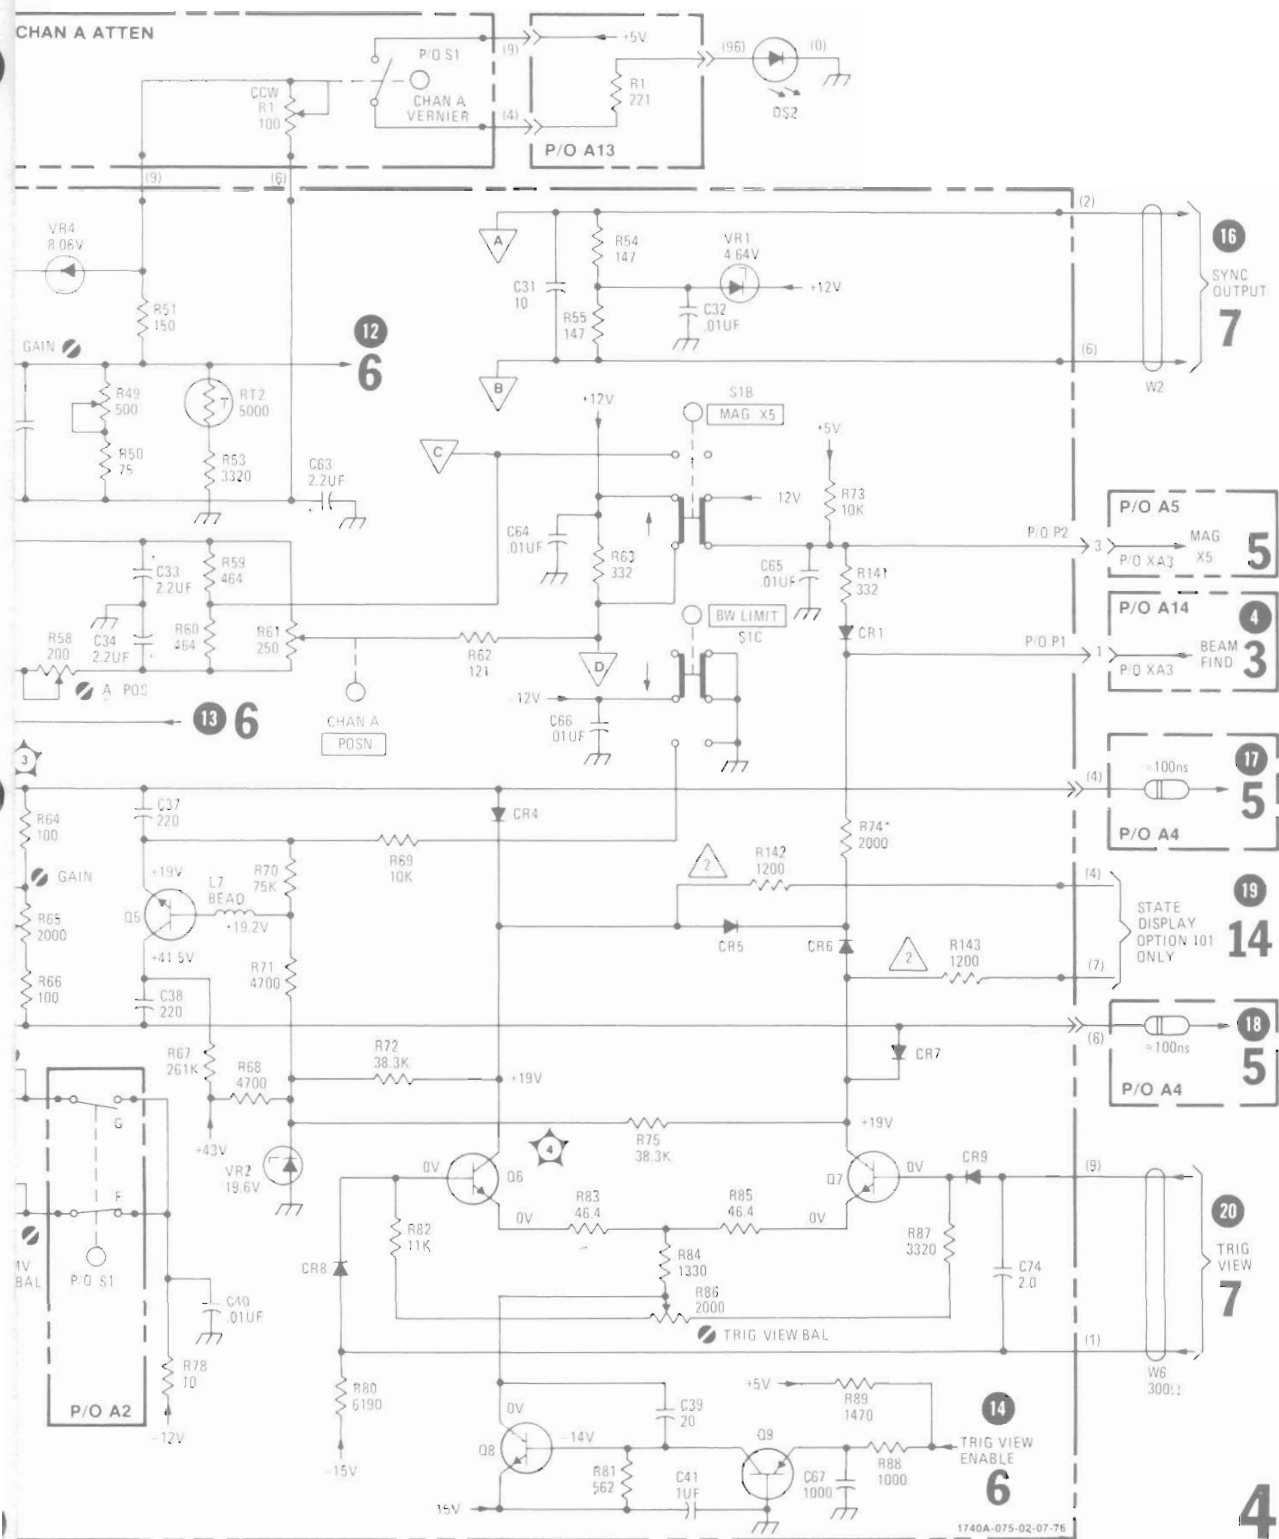 CHAN A ATTEN
P/O S1
(9)
+5V
(96)
(0)
CCW
R1
100
CHAN A
VERNIER
R1
221
DS2
(4)
P/O A13
(9)
(6)
(2)
VR4
8.06V
A
R54
147
VR1
4.64V
16
SYNC
OUTPUT
7
C31
10
+12V
R51
150
R55
147
C32
.01UF
GAIN
12
6
(6)
W2
B
R49
500
RT2
5000
+12V
S1B
MAG X5
+5V
C
R50
75
R53
3320
C63
2.2UF
12V
R73
10K
P/O A5
C64
.01UF
P/O P2
3
MAG
X5
5
P/O XA3
R59
464
C33
2.2UF
R63
332
C65
.01UF
R141
332
P/O A14
4
BW LIMIT
S1C
R58
200
C34
2.2UF
R60
464
R61
250
CR1
P/O P1
1
BEAM
FIND
3
P/O XA3
R62
121
D
A POS
-12V
13 6
CHAN A
POSN
C66
.01UF
3
(4)
≈100ns
17
5
P/O A4
C37
220
CR4
R64
100
R74*
2000
R69
10K
2
R142
1200
(4)
GAIN
+19V
R70
75K
L7
BEAD
19
STATE
DISPLAY
OPTION 101
ONLY
14
Q5
+19.2V
R65
2000
CR5
CR6
2
R143
1200
+41.5V
R71
4700
(7)
R66
100
C38
220
(6)
≈100ns
18
5
P/O A4
R67
261K
R68
4700
R72
38.3K
CR7
+19V
G
+43V
R75
38.3K
+19V
4
VR2
19.6V
0V
Q6
Q7
0V
CR9
(9)
F
0V
R83
46.4
R85
46.4
0V
20
TRIG
VIEW
7
R82
11K
R87
3320
R84
1330
CR8
C74
2.0
BAL
P/O S1
R86
2000
C40
.01UF
TRIG VIEW BAL
(1)
R78
10
R80
6190
+5V
R89
1470
W6
300Ω
P/O A2
0V
C39
20
14
-12V
Q8
-14V
Q9
TRIG VIEW
ENABLE
6
-15V
R81
562
C41
1UF
C67
1000
R88
1000
15V
1740A-075-02-07-76
4